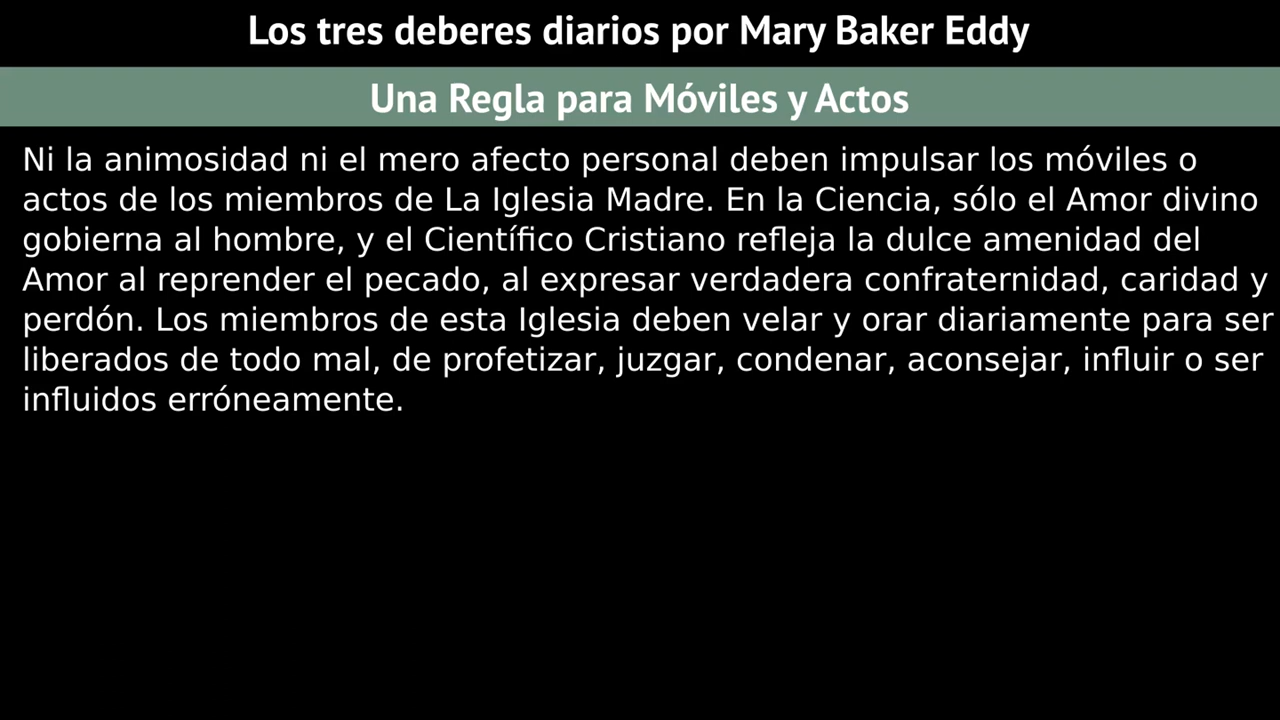 Los tres deberes diarios por Mary Baker Eddy
Una Regla para Móviles y Actos
Ni la animosidad ni el mero afecto personal deben impulsar los móviles o
actos de los miembros de La Iglesia Madre. En la Ciencia, sólo el Amor divino
gobierna al hombre, y el Científico Cristiano refleja la dulce amenidad del
Amor al reprender el pecado, al expresar verdadera confraternidad, caridad y
perdón. Los miembros de esta Iglesia deben velar y orar diariamente para ser
liberados de todo mal, de profetizar, juzgar, condenar, aconsejar, influir o ser
influidos erróneamente.